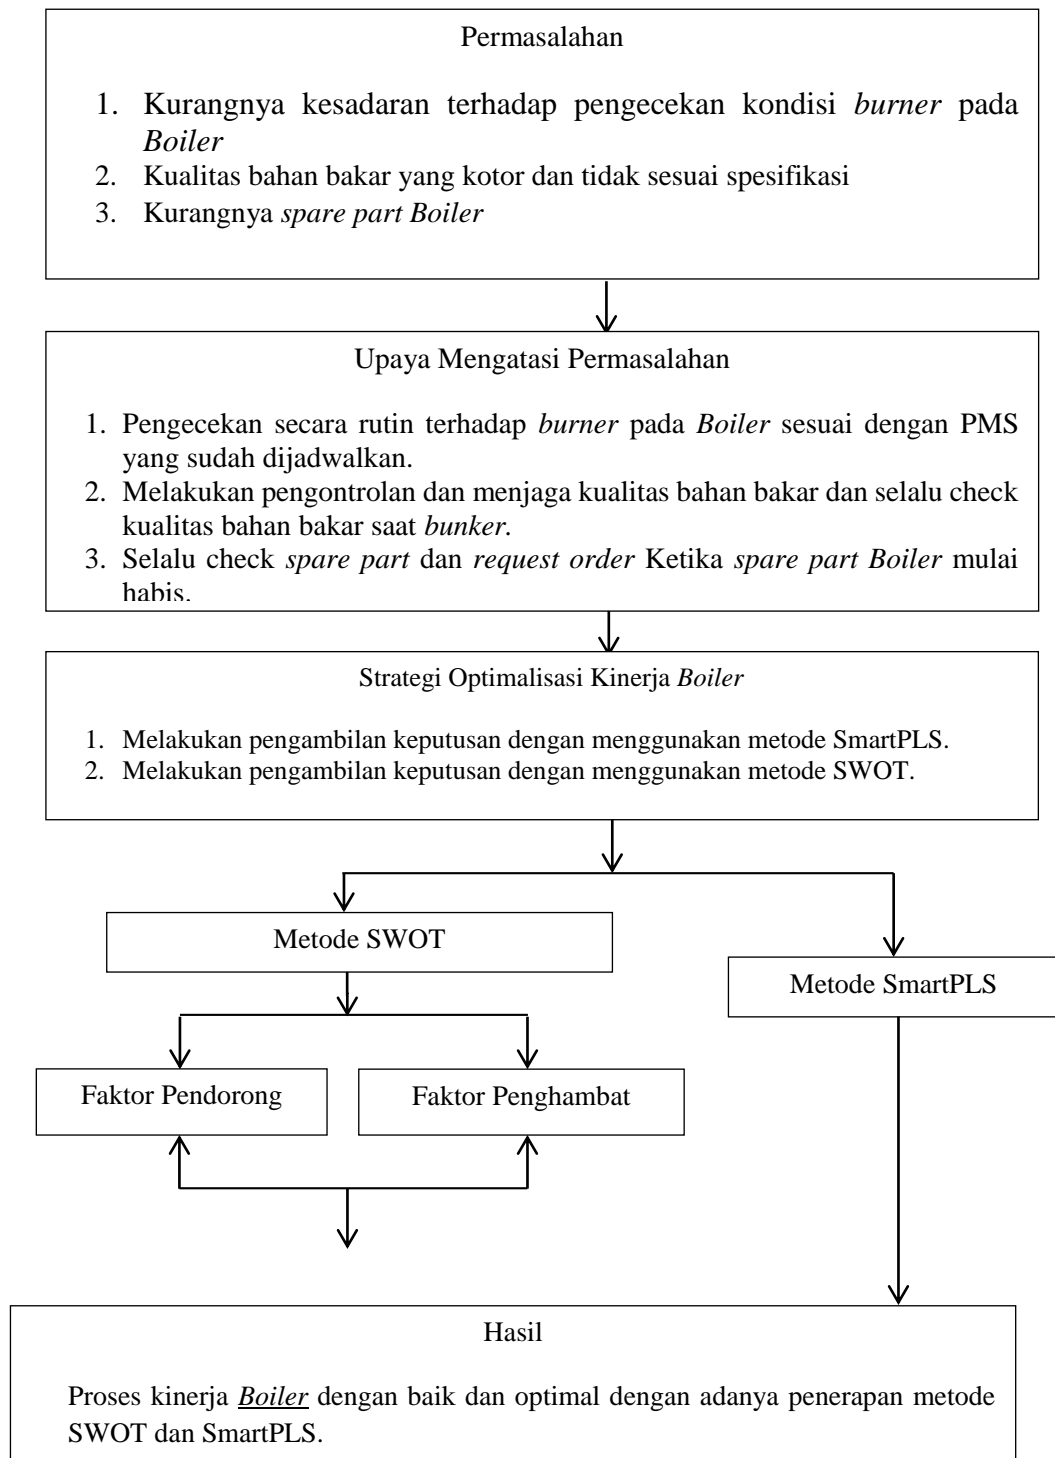 Permasalahan
1. Kurangnya kesadaran terhadap pengecekan kondisi burner pada
Boiler
2. Kualitas bahan bakar yang kotor dan tidak sesuai spesifikasi
3. Kurangnya spare part Boiler
Upaya Mengatasi Permasalahan
1. Pengecekan secara rutin terhadap burner pada Boiler sesuai dengan PMS
yang sudah dijadwalkan.
2. Melakukan pengontrolan dan menjaga kualitas bahan bakar dan selalu check
kualitas bahan bakar saat bunker.
3. Selalu check spare part dan request order Ketika spare part Boiler mulai
habis.
Strategi Optimalisasi Kinerja Boiler
1. Melakukan pengambilan keputusan dengan menggunakan metode SmartPLS.
2. Melakukan pengambilan keputusan dengan menggunakan metode SWOT.
Metode SWOT
Metode SmartPLS
Faktor Pendorong
Faktor Penghambat
Hasil
Proses kinerja Boiler dengan baik dan optimal dengan adanya penerapan metode
SWOT dan SmartPLS.